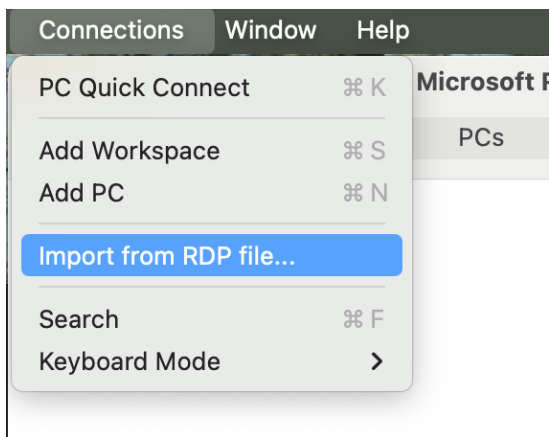 Connections Window Help
PC Quick Connect ⌘ K
Microsoft
PCs
Add Workspace ⌘ S
Add PC ⌘ N
Import from RDP file...
Search ⌘ F
Keyboard Mode >